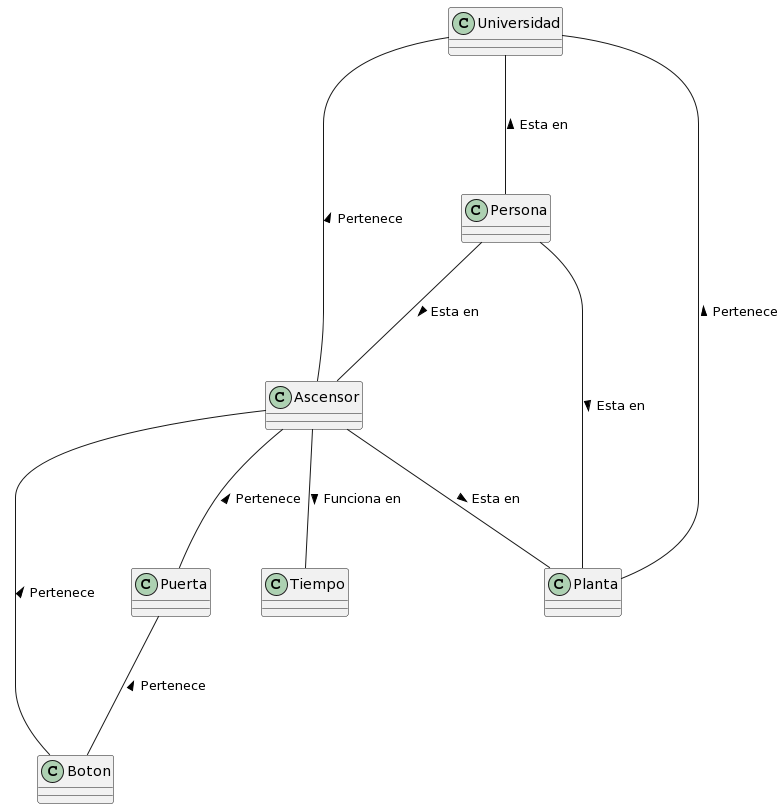 C Universidad
Esta en
C Persona
Pertenece
Esta en
Pertenece
C Ascensor
Esta en
Pertenece
Funciona en
Esta en
C Puerta
C Tiempo
C Planta
Pertenece
Pertenece
C Boton